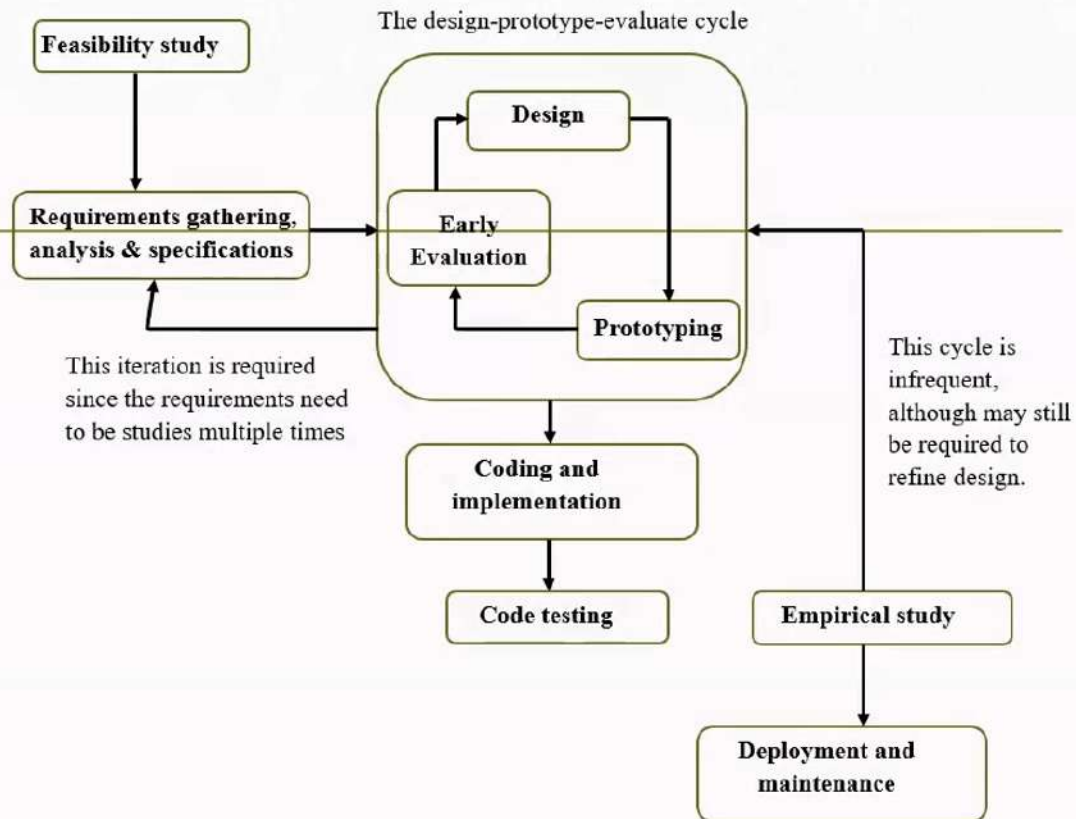 The design-prototype-evaluate cycle
Feasibility study
Design
Requirements gathering,
analysis & specifications
Early
Evaluation
Prototyping
This iteration is required
since the requirements need
to be studies multiple times
This cycle is
infrequent,
although may still
be required to
refine design.
Coding and
implementation
Code testing
Empirical study
Deployment and
maintenance